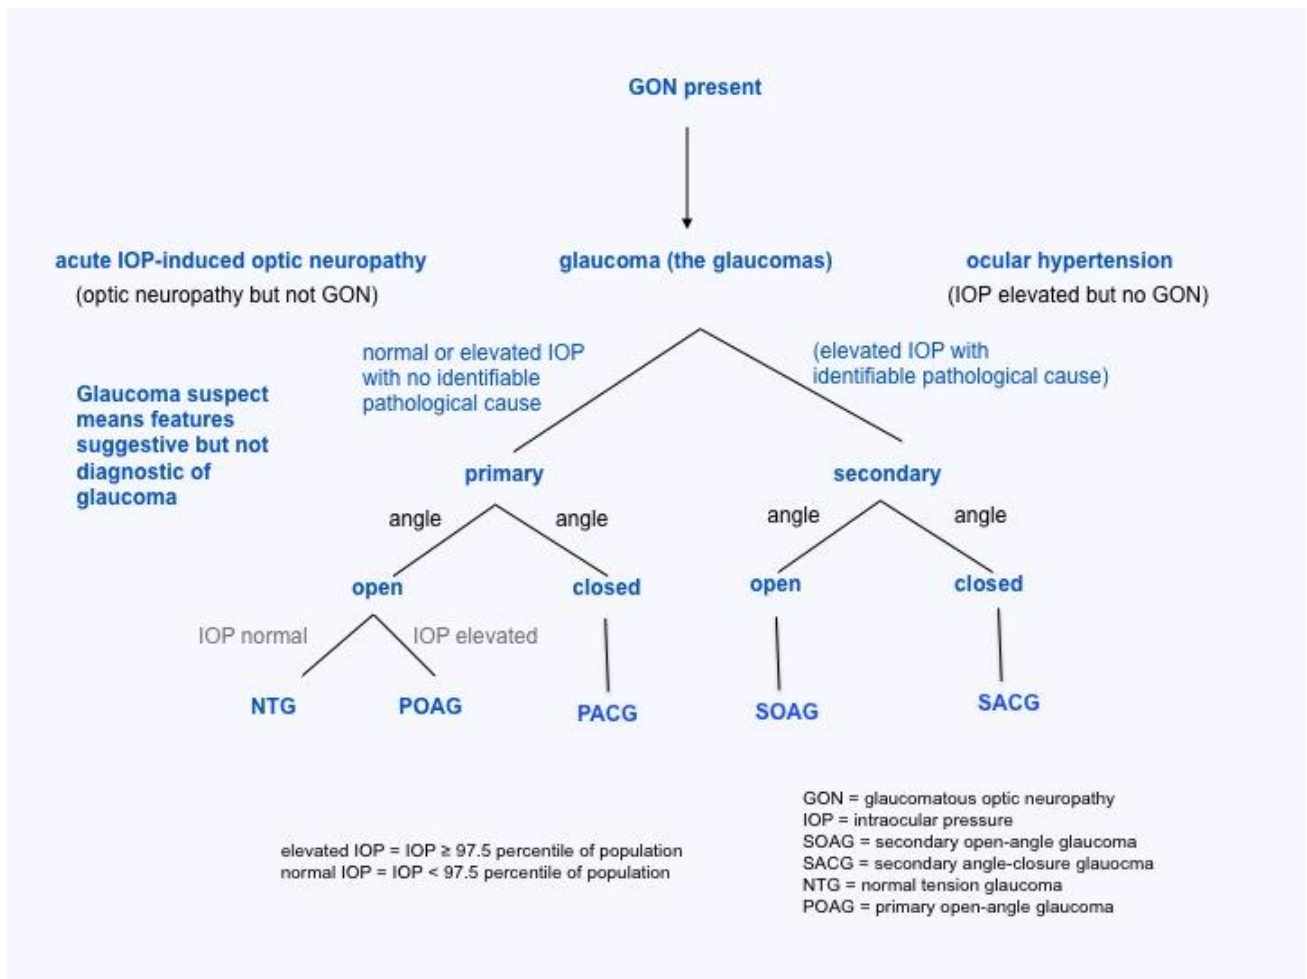 GON present
acute IOP-induced optic neuropathy
(optic neuropathy but not GON)
glaucoma (the glaucomas)
ocular hypertension
(IOP elevated but no GON)
normal or elevated IOP
with no identifiable
pathological cause
(elevated IOP with
identifiable pathological cause)
Glaucoma suspect
means features
suggestive but not
diagnostic of
glaucoma
primary
secondary
angle
angle
angle
angle
open
closed
open
closed
IOP normal
IOP elevated
NTG
POAG
PACG
SOAG
SACG
elevated IOP = IOP ≥ 97.5 percentile of population
normal IOP = IOP < 97.5 percentile of population
GON = glaucomatous optic neuropathy
IOP = intraocular pressure
SOAG = secondary open-angle glaucoma
SACG = secondary angle-closure glauocma
NTG = normal tension glaucoma
POAG = primary open-angle glaucoma